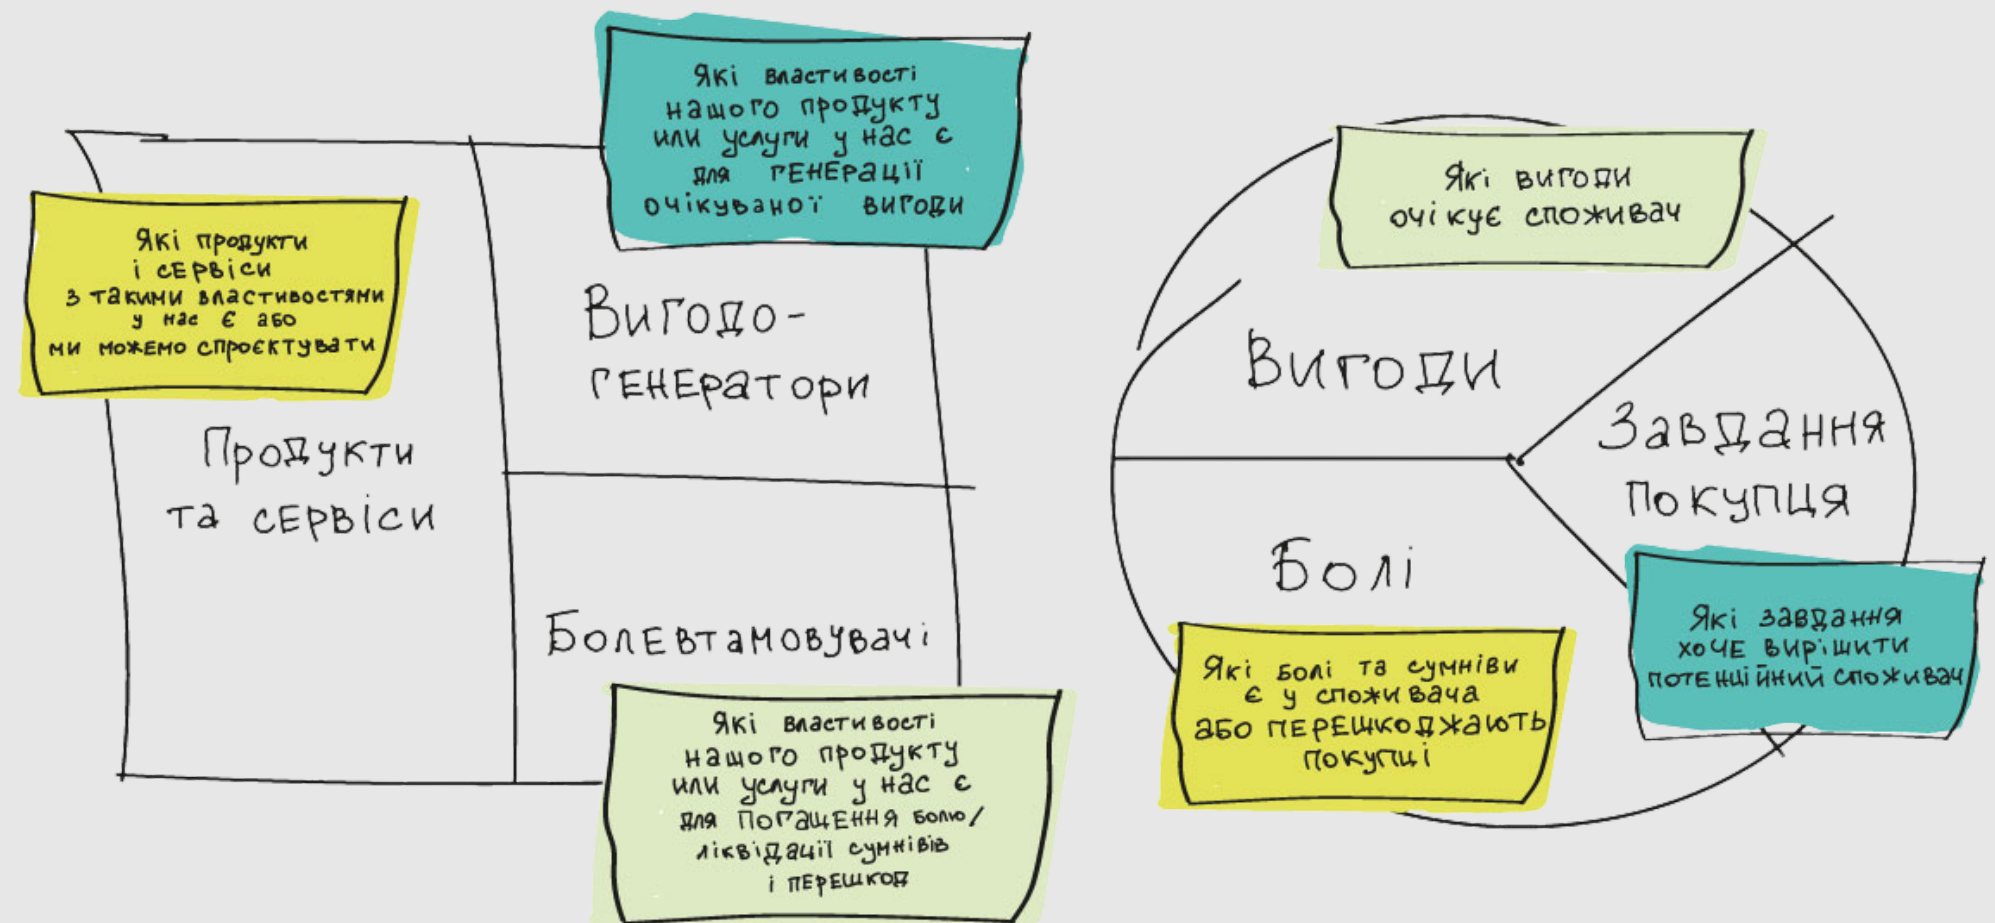 Які властивості
нашого продукту
или услуги у нас є
для генерації
очікуваної вигоди
Які продукти
і сервіси
з такими властивостями
у нас є або
ми можемо спроєктувати
Вигодо-
генератори
Продукти
та сервіси
Болевтамовувачі
Які властивості
нашого продукту
или услуги у нас є
для погащення болю/
ліквідації сумнівів
і перешкод
Які вигоди
очікує споживач
Вигоди
Завдання
покупця
Болі
Які болі та сумніви
є у споживача
або перешкоджають
покупці
Які завдання
хоче вирішити
потенційний споживач